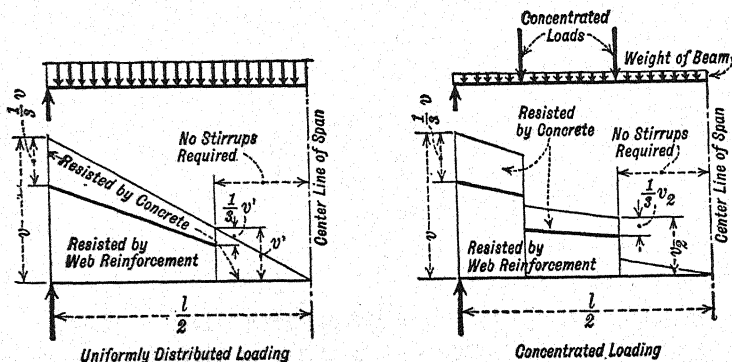 1/3 v
v
Resisted by Concrete
No Stirrups
Required
1/3 v'
v'
Resisted by
Web Reinforcement
Center Line of Span
l/2
Uniformly Distributed Loading
Concentrated
Loads
Weight of Beam
1/3 v
v
Resisted
by Concrete
No Stirrups
Required
1/3 v₂
v₂
Resisted by
Web Reinforcement
Center Line of Span
l/2
Concentrated Loading